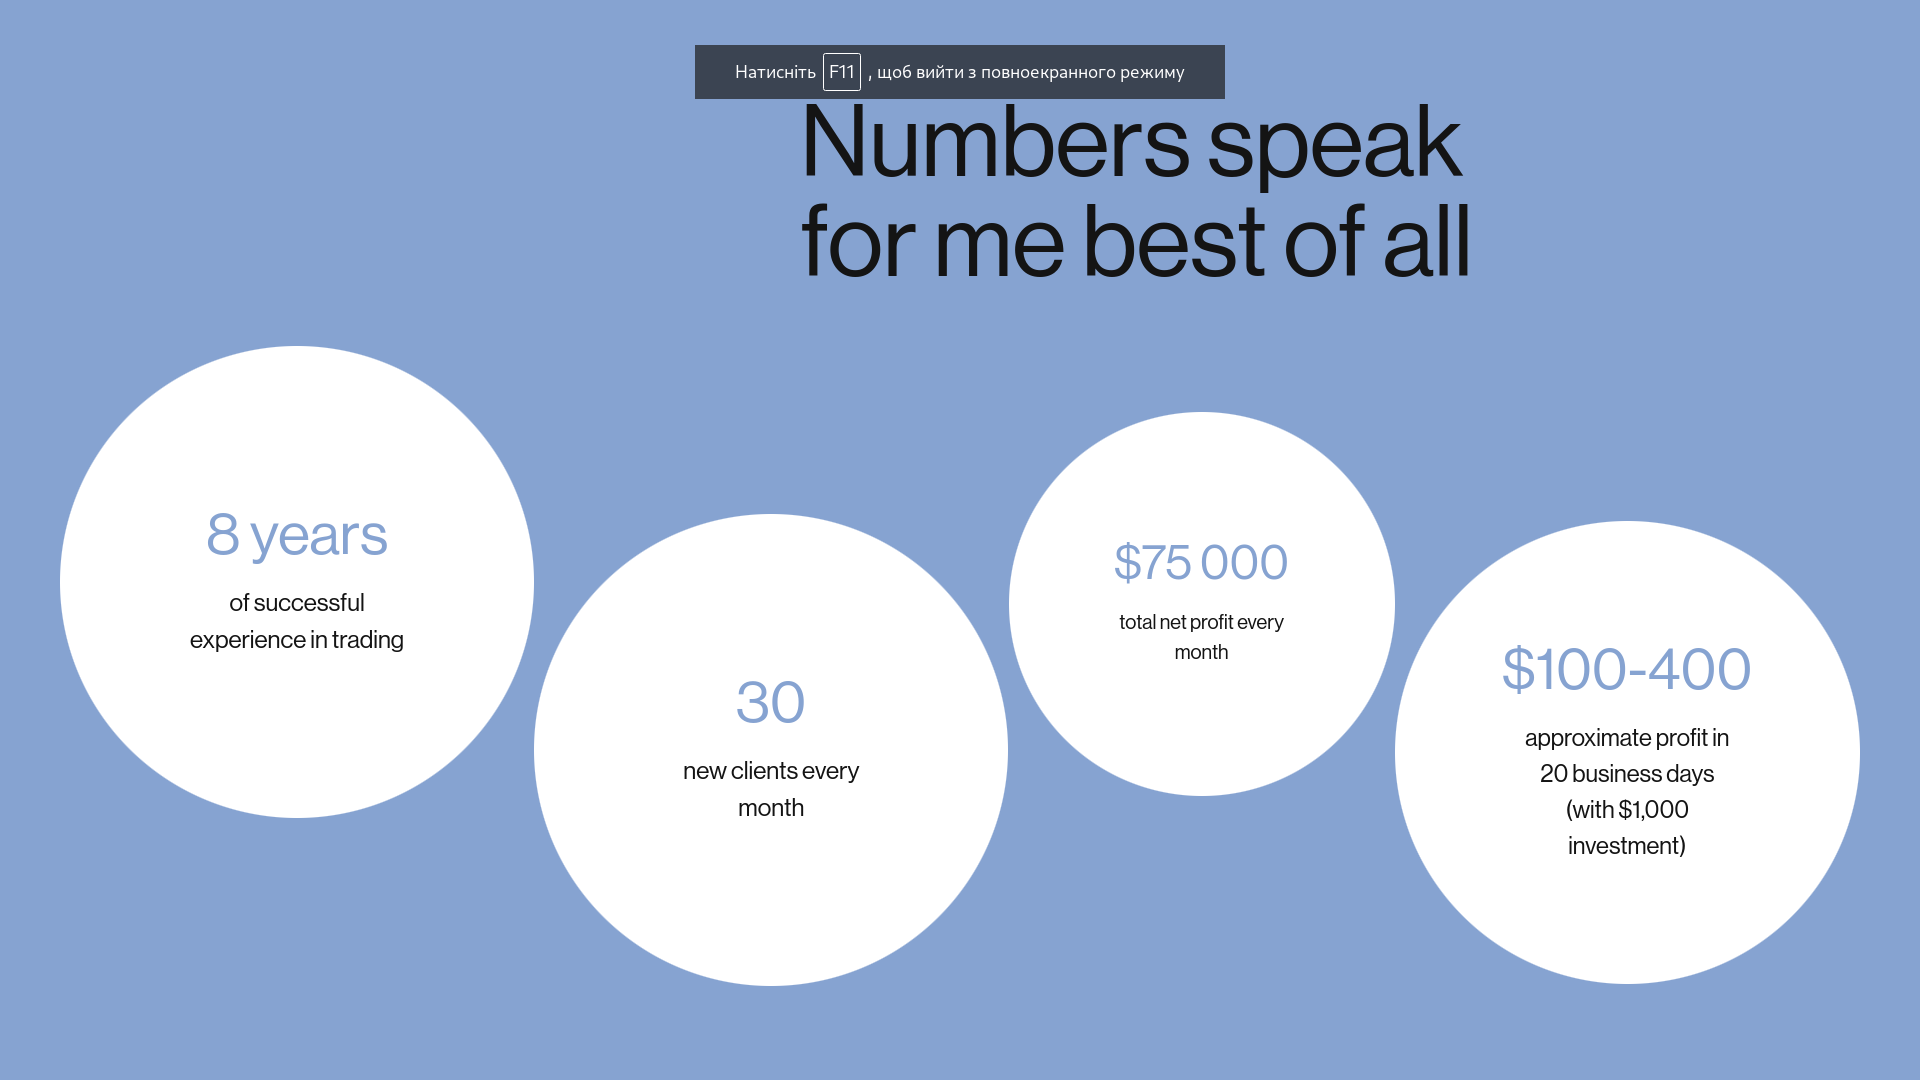 Натисніть F11 , щоб вийти з повноекранного режиму
Numbers speak
for me best of all
8 years
of successful
experience in trading
30
new clients every
month
$75 000
total net profit every
month
$100-400
approximate profit in
20 business days
(with $1,000
investment)